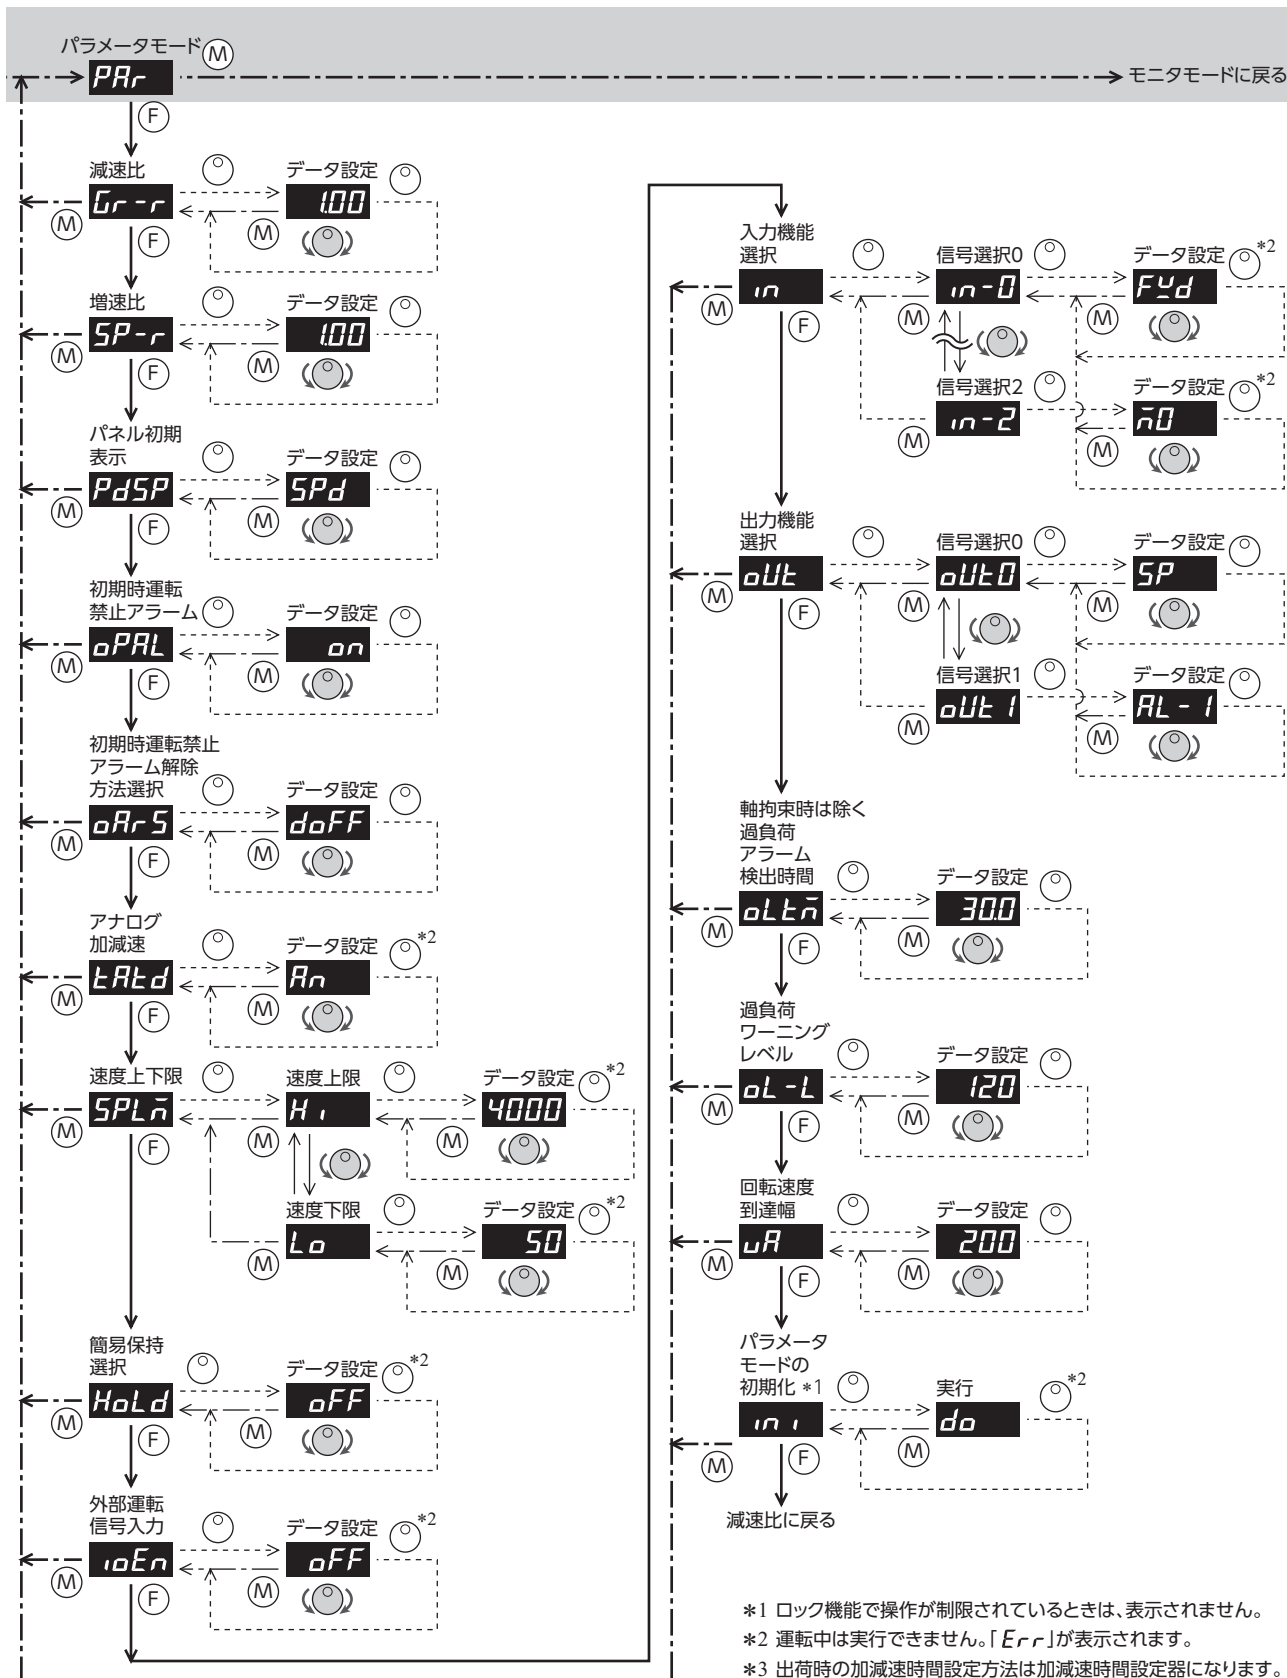 パラメータモード M
PAr
モニタモードに戻る
F
減速比
Gr-r
M
F
データ設定
1.00
M
増速比
SP-r
M
F
データ設定
1.00
M
パネル初期
表示
PdSP
M
F
データ設定
SPd
M
初期時運転
禁止アラーム
oPAL
M
F
データ設定
on
M
初期時運転禁止
アラーム解除
方法選択
oArS
M
F
データ設定
doFF
M
アナログ
加減速
tAtd
M
F
データ設定 *2
An
M
速度上下限
SPLm
M
F
速度上限
Hi
M
データ設定 *2
4000
M
速度下限
Lo
M
データ設定 *2
50
M
簡易保持
選択
HoLd
M
F
データ設定 *2
oFF
M
外部運転
信号入力
ioEn
M
F
データ設定 *2
oFF
M
入力機能
選択
in
M
F
信号選択0
in-0
M
データ設定 *2
Fwd
M
信号選択2
in-2
M
データ設定 *2
m0
M
出力機能
選択
oUt
M
F
信号選択0
oUt0
M
データ設定
SP
M
信号選択1
oUt1
M
データ設定
AL-1
M
軸拘束時は除く
過負荷
アラーム
検出時間
oLtm
M
F
データ設定
30.0
M
過負荷
ワーニング
レベル
oL-L
M
F
データ設定
120
M
回転速度
到達幅
uA
M
F
データ設定
200
M
パラメータ
モードの
初期化 *1
ini
M
F
実行 *2
do
M
減速比に戻る
*1 ロック機能で操作が制限されているときは、表示されません。
*2 運転中は実行できません。「Err」が表示されます。
*3 出荷時の加減速時間設定方法は加減速時間設定器になります。